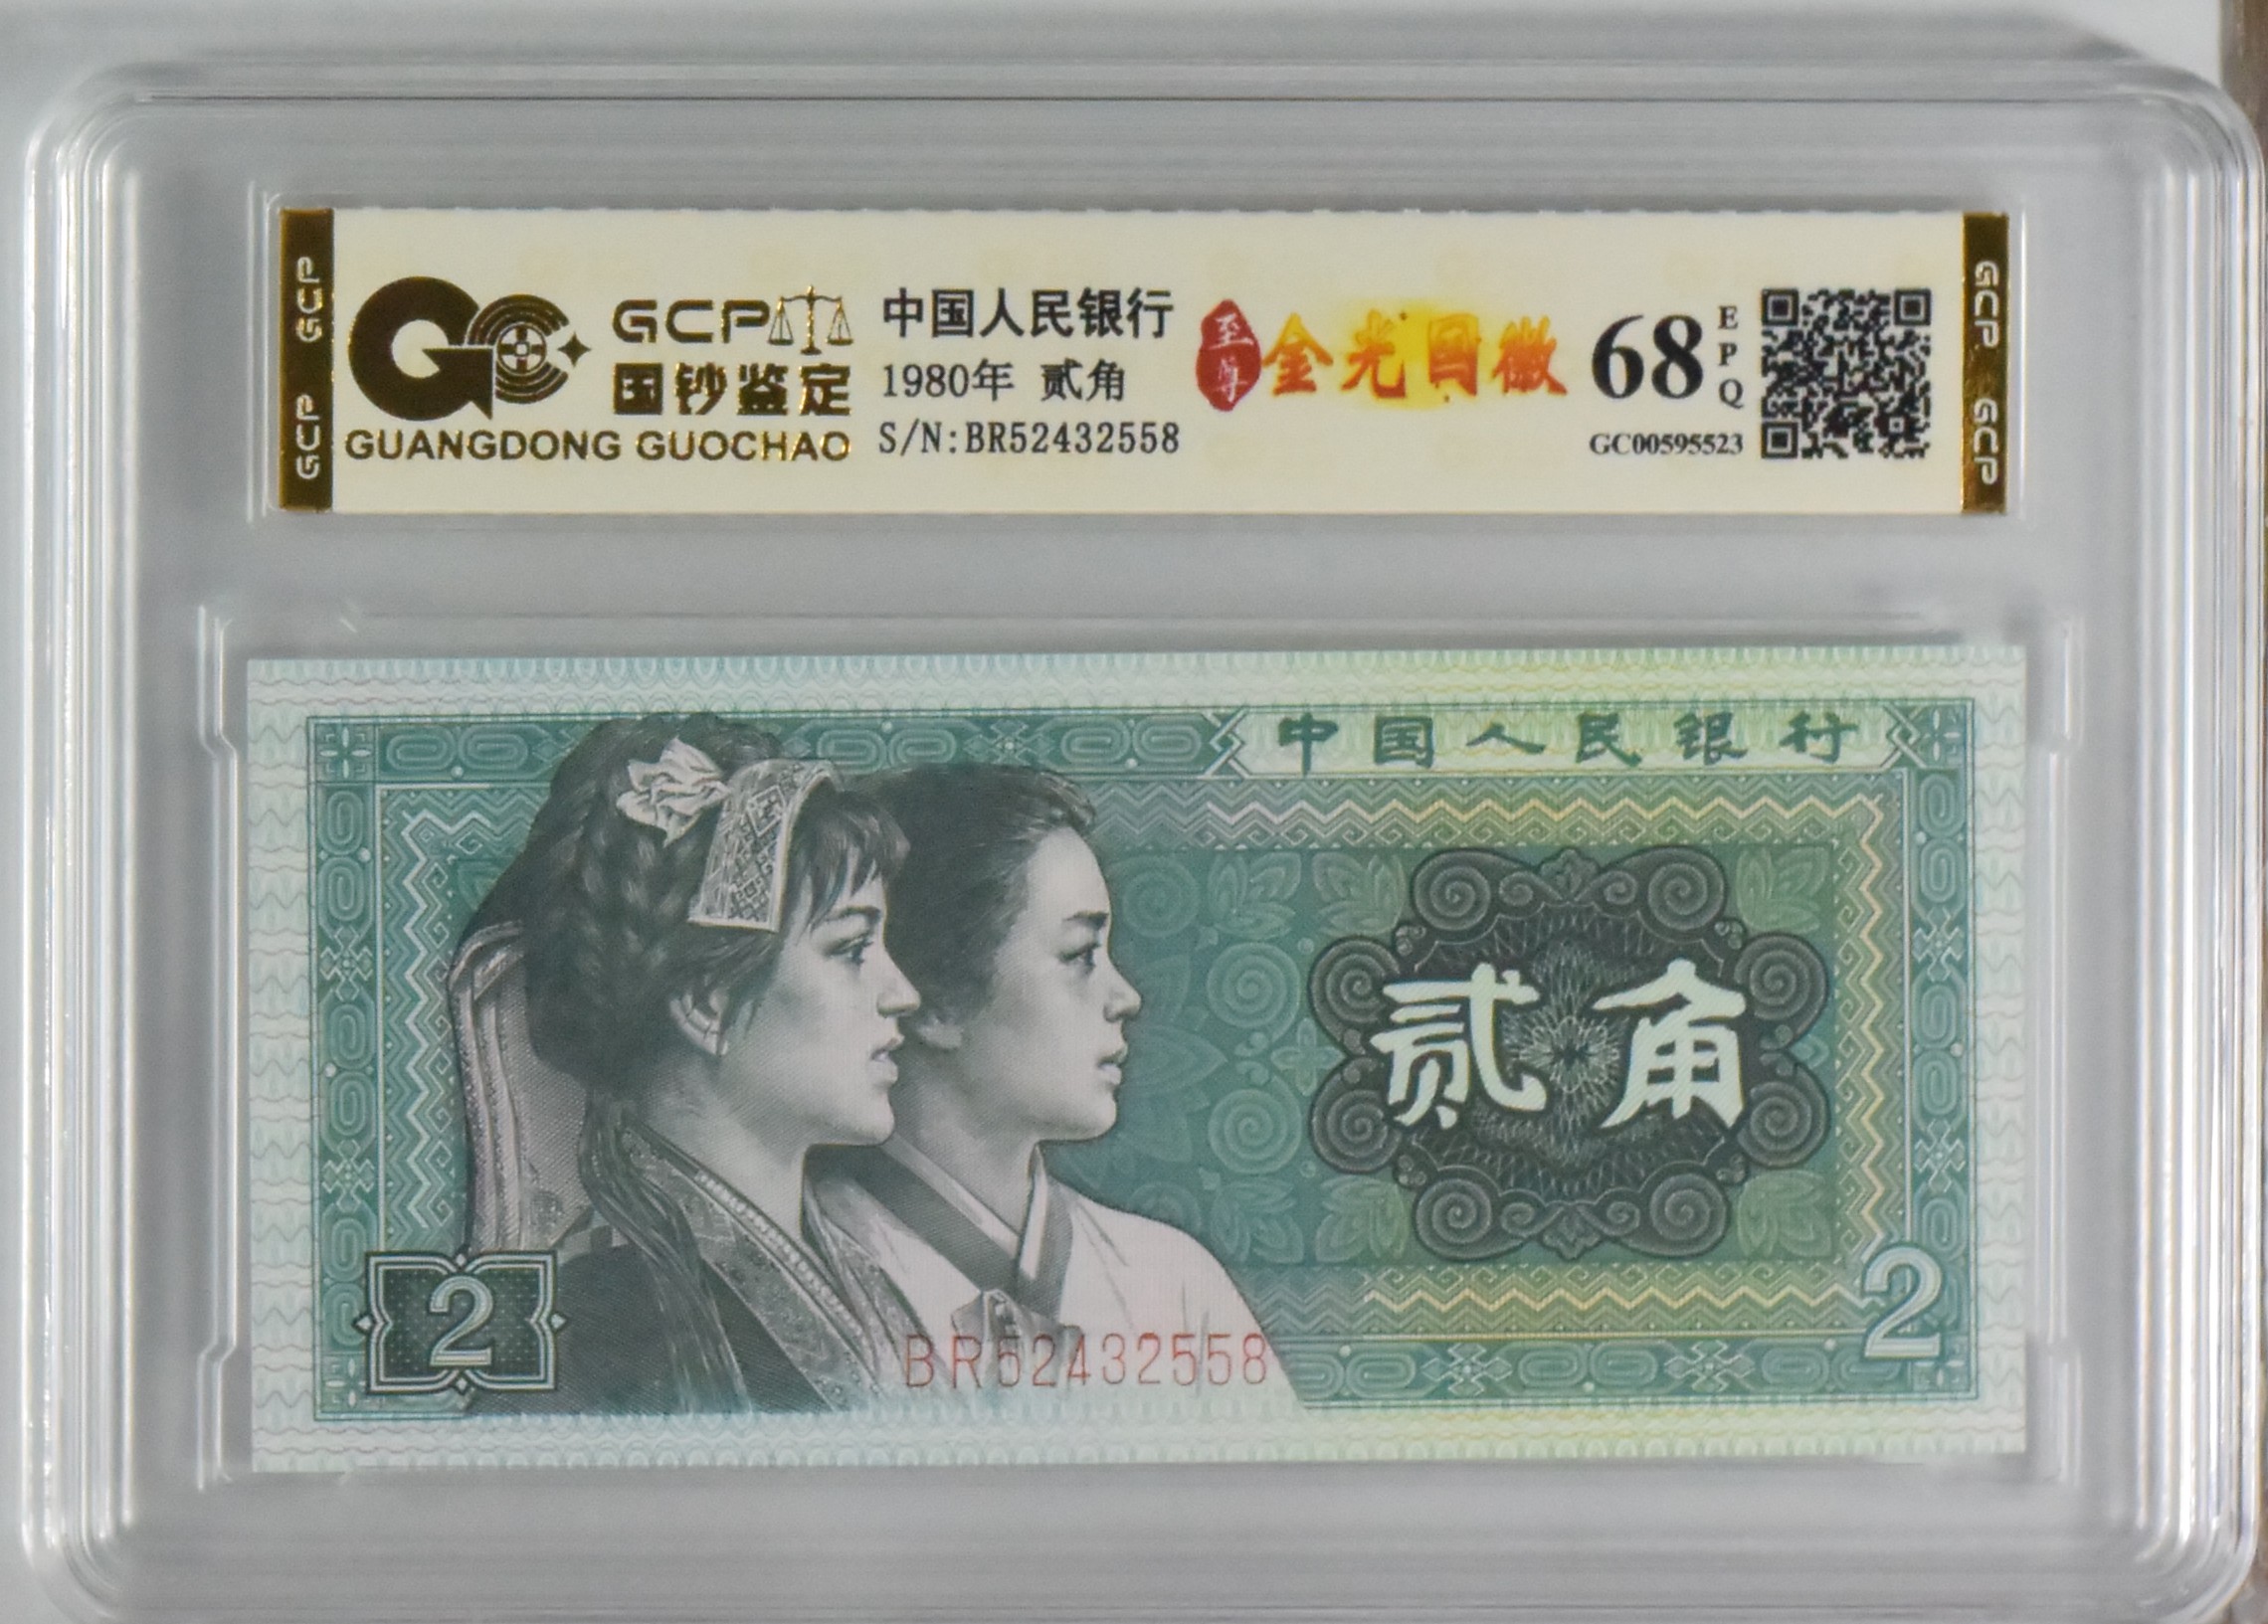 GCP GCP
GCP
国钞鉴定
GUANGDONG GUOCHAO
中国人民银行
1980年 贰角
S/N:BR52432558
至尊
金光国徽
68
EPQ
GC00595523
GCP GCP
中国人民银行
贰角
2
2
BR52432558